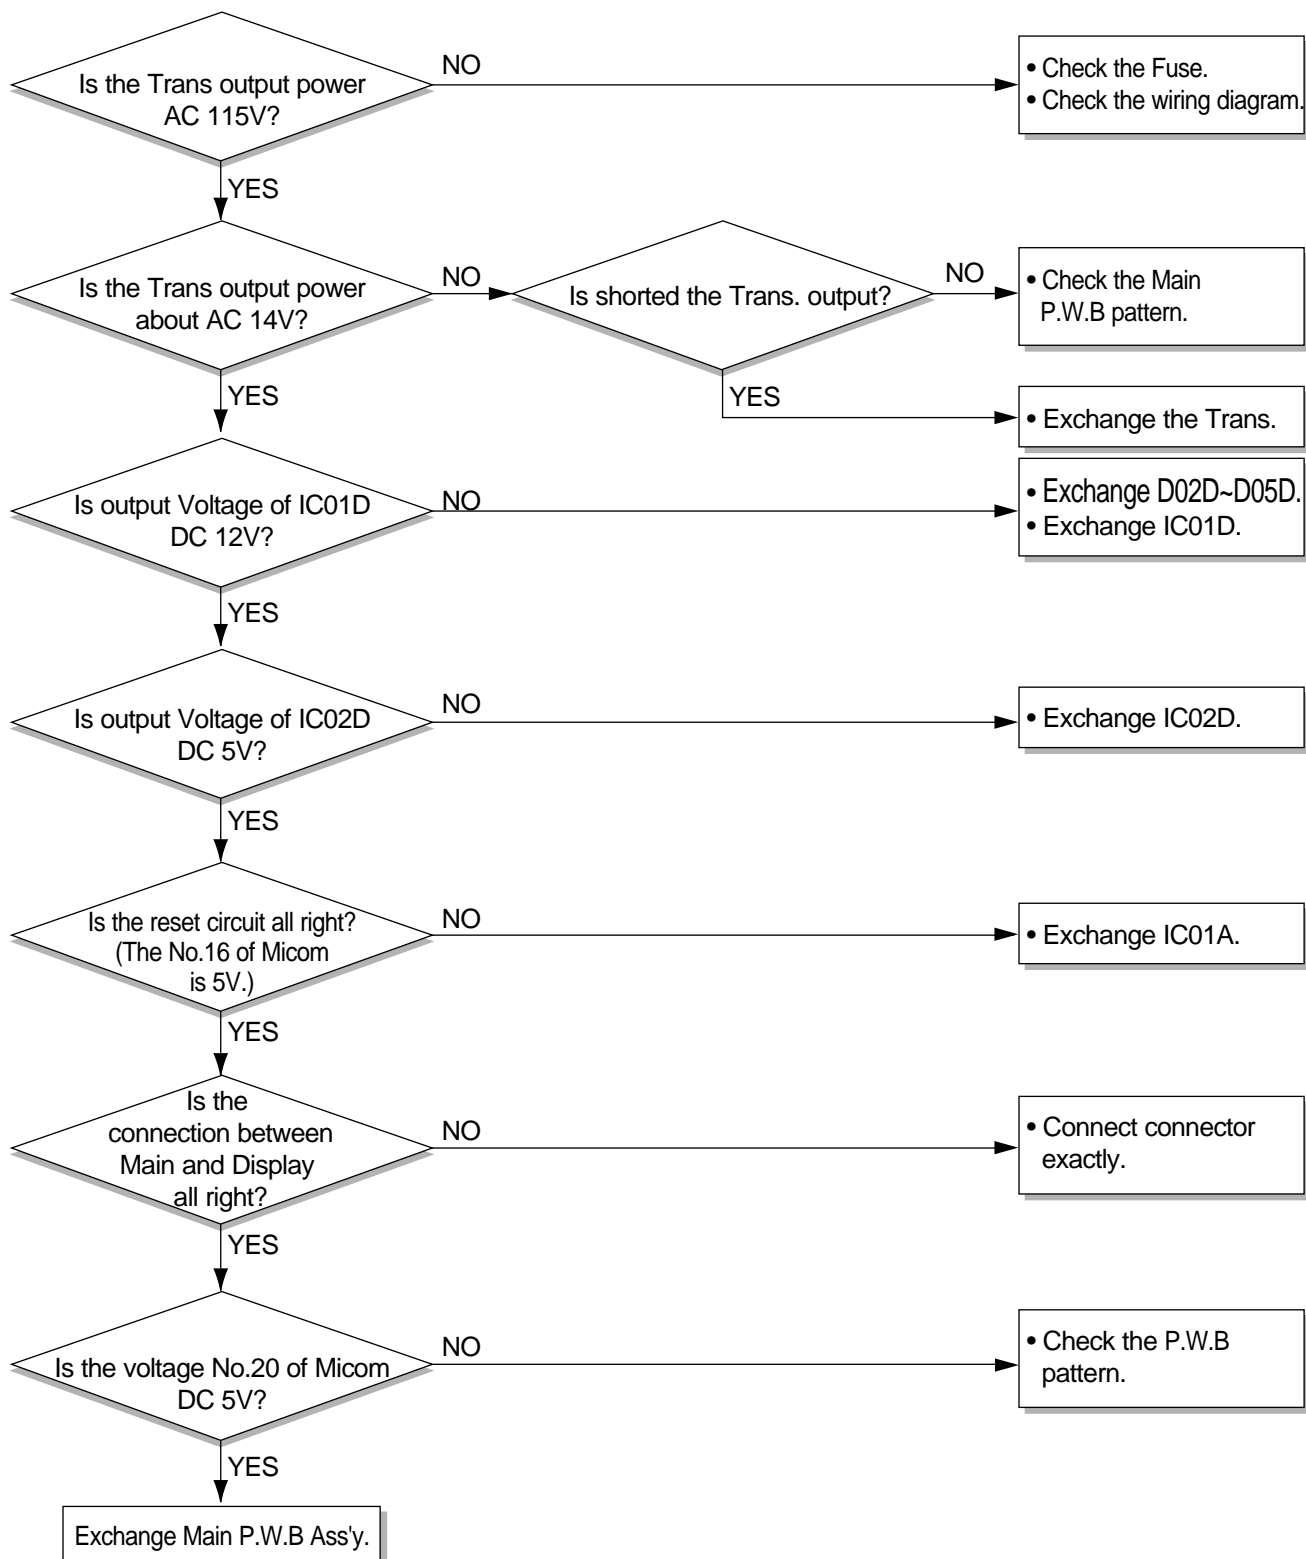 Is the Trans output power
AC 115V?
NO
• Check the Fuse.
• Check the wiring diagram.
YES
Is the Trans output power
about AC 14V?
NO
Is shorted the Trans. output?
NO
• Check the Main
P.W.B pattern.
YES
YES
• Exchange the Trans.
Is output Voltage of IC01D
DC 12V?
NO
• Exchange D02D~D05D.
• Exchange IC01D.
YES
Is output Voltage of IC02D
DC 5V?
NO
• Exchange IC02D.
YES
Is the reset circuit all right?
(The No.16 of Micom
is 5V.)
NO
• Exchange IC01A.
YES
Is the
connection between
Main and Display
all right?
NO
• Connect connector
exactly.
YES
Is the voltage No.20 of Micom
DC 5V?
NO
• Check the P.W.B
pattern.
YES
Exchange Main P.W.B Ass'y.